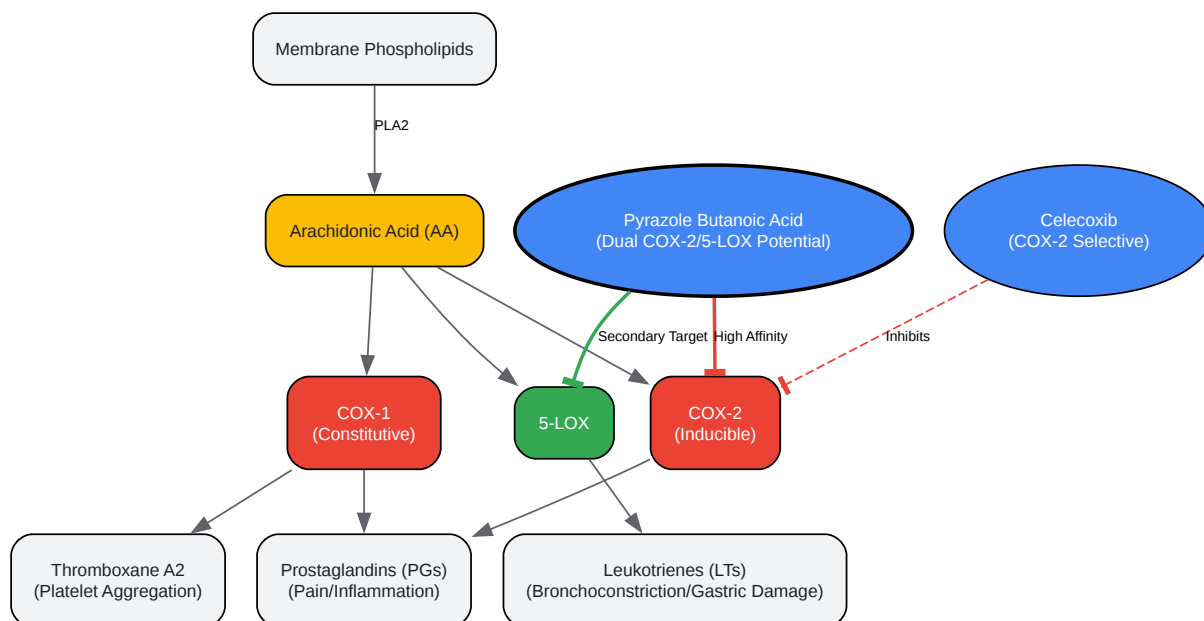 Membrane Phospholipids
PLA2
Arachidonic Acid (AA)
Pyrazole Butanoic Acid
(Dual COX-2/5-LOX Potential)
Celecoxib
(COX-2 Selective)
Secondary Target
High Affinity
Inhibits
COX-1
(Constitutive)
5-LOX
COX-2
(Inducible)
Thromboxane A2
(Platelet Aggregation)
Prostaglandins (PGs)
(Pain/Inflammation)
Leukotrienes (LTs)
(Bronchoconstriction/Gastric Damage)